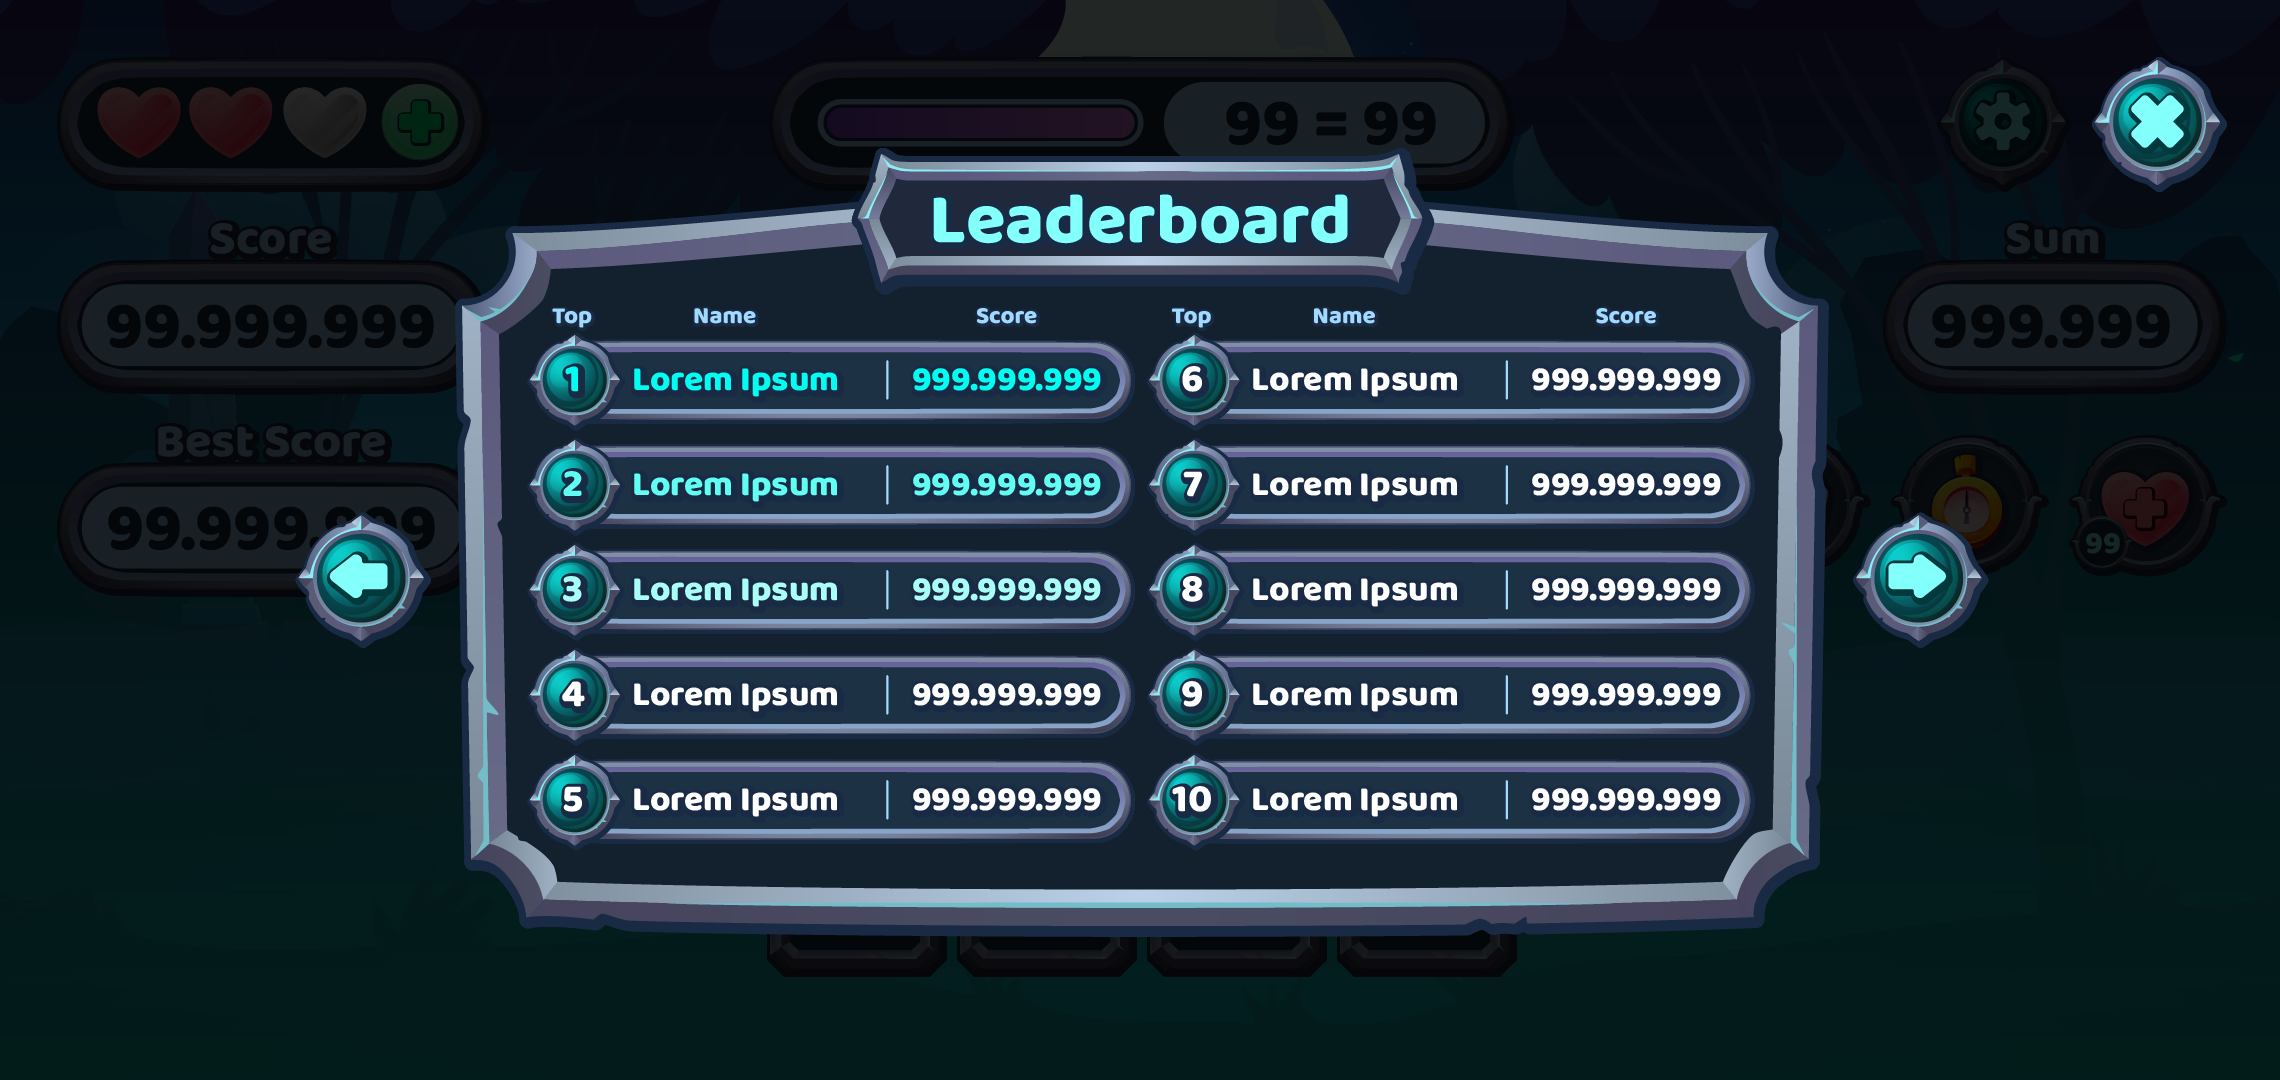 99 = 99
Leaderboard
Score
99.999.999
Best Score
99.999.999
Sum
999.999
99
Top Name Score
1 Lorem Ipsum 999.999.999
2 Lorem Ipsum 999.999.999
3 Lorem Ipsum 999.999.999
4 Lorem Ipsum 999.999.999
5 Lorem Ipsum 999.999.999
Top Name Score
6 Lorem Ipsum 999.999.999
7 Lorem Ipsum 999.999.999
8 Lorem Ipsum 999.999.999
9 Lorem Ipsum 999.999.999
10 Lorem Ipsum 999.999.999